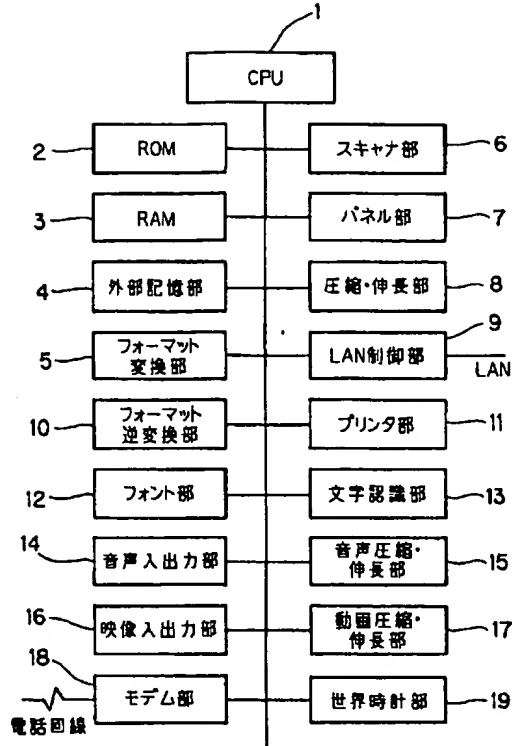 1
CPU
2
ROM
スキャナ部
6
3
RAM
パネル部
7
4
外部記憶部
圧縮・伸長部
8
9
5
フォーマット
変換部
LAN制御部
LAN
10
フォーマット
逆変換部
プリンタ部
11
12
フォント部
文字認識部
13
14
音声入出力部
音声圧縮・
伸長部
15
16
映像入出力部
動画圧縮・
伸長部
17
18
モデム部
電話回線
世界時計部
19